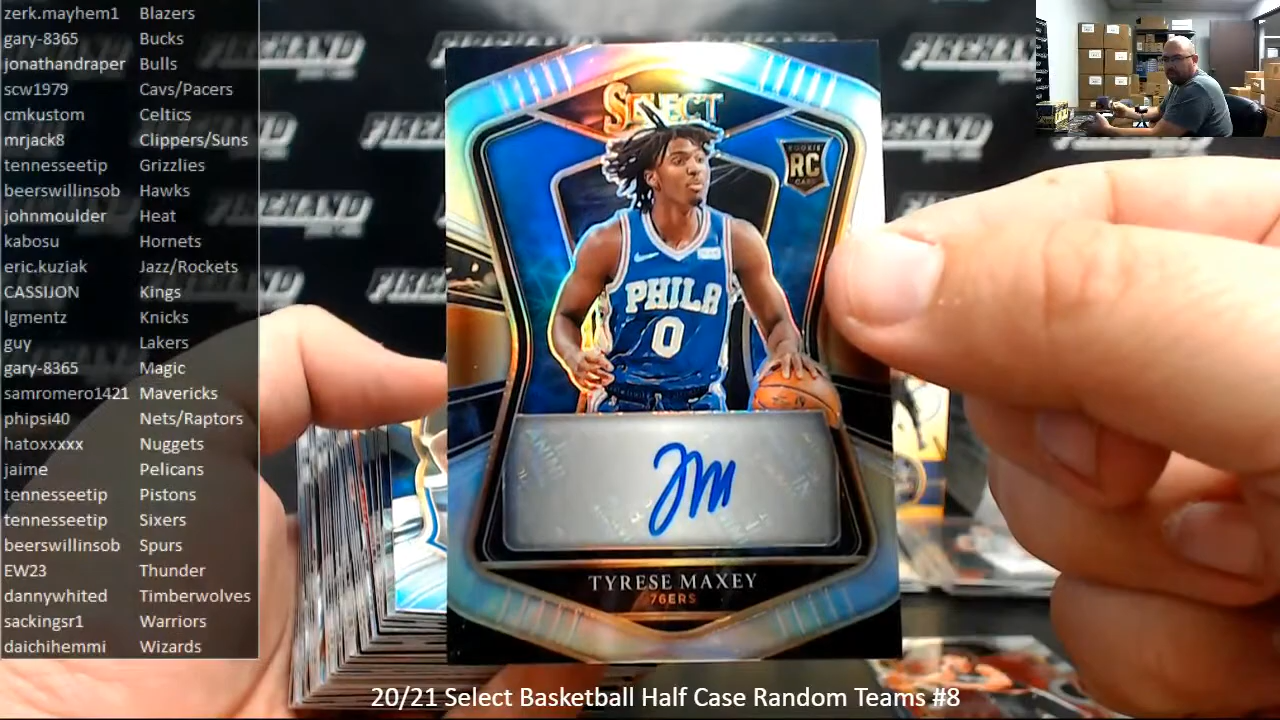 zerk.mayhem1 Blazers
gary-8365 Bucks
jonathandraper Bulls
scw1979 Cavs/Pacers
cmkustom Celtics
mrjack8 Clippers/Suns
tennesseetip Grizzlies
beerswillinsob Hawks
johnmoulder Heat
kabosu Hornets
eric.kuziak Jazz/Rockets
CASSIJON Kings
lgmentz Knicks
guy Lakers
gary-8365 Magic
samromero1421 Mavericks
phipsi40 Nets/Raptors
hatoxxxxx Nuggets
jaime Pelicans
tennesseetip Pistons
tennesseetip Sixers
beerswillinsob Spurs
EW23 Thunder
dannywhited Timberwolves
sackingsr1 Warriors
daichihemmi Wizards
FIREHAND
SELECT
ROOKIE
RC
CARD
PHILA
0
TYRESE MAXEY
76ERS
20/21 Select Basketball Half Case Random Teams #8